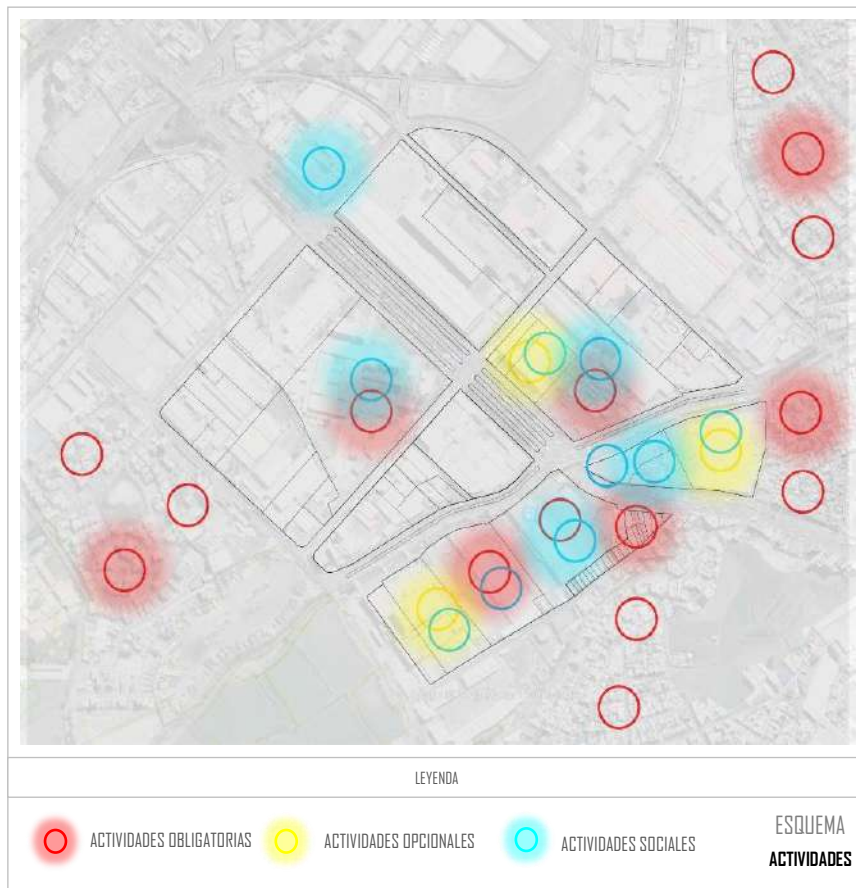 LEYENDA
ACTIVIDADES OBLIGATORIAS
ACTIVIDADES OPCIONALES
ACTIVIDADES SOCIALES
ESQUEMA
ACTIVIDADES